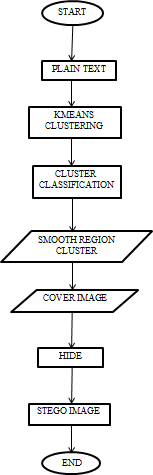 START
PLAIN TEXT
KMEANS
CLUSTERING
CLUSTER
CLASSIFICATION
SMOOTH REGION
CLUSTER
COVER IMAGE
HIDE
STEGO IMAGE
END